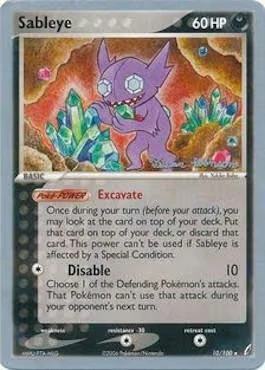 Sableye 60 HP
BASIC
Poké-POWER Excavate
Once during your turn (before your attack), you
may look at the card on top of your deck. Put
that card on top of your deck, or discard that
card. This power can't be used if Sableye is
affected by a Special Condition.
Disable 10
Choose 1 of the Defending Pokémon's attacks.
That Pokémon can't use that attack during
your opponent's next turn.
weakness resistance -30 retreat cost
©2006 Pokémon/Nintendo 10/100